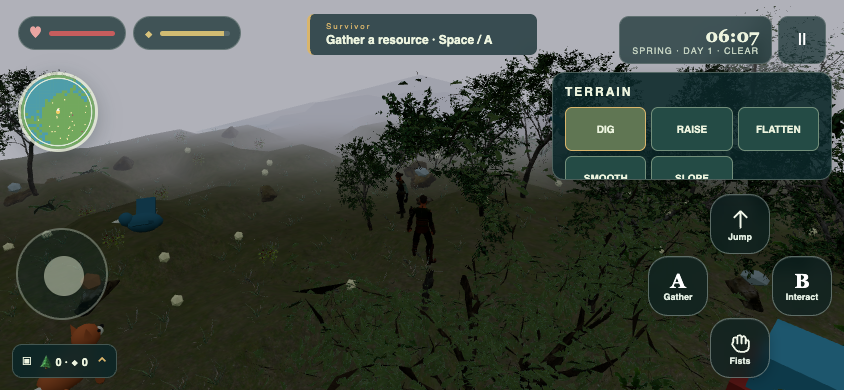 Survivor
Gather a resource · Space / A
06:07
SPRING · DAY 1 · CLEAR
TERRAIN
DIG
RAISE
FLATTEN
SMOOTH
SLOPE
Jump
A
Gather
B
Interact
Fists
0 · ◆ 0